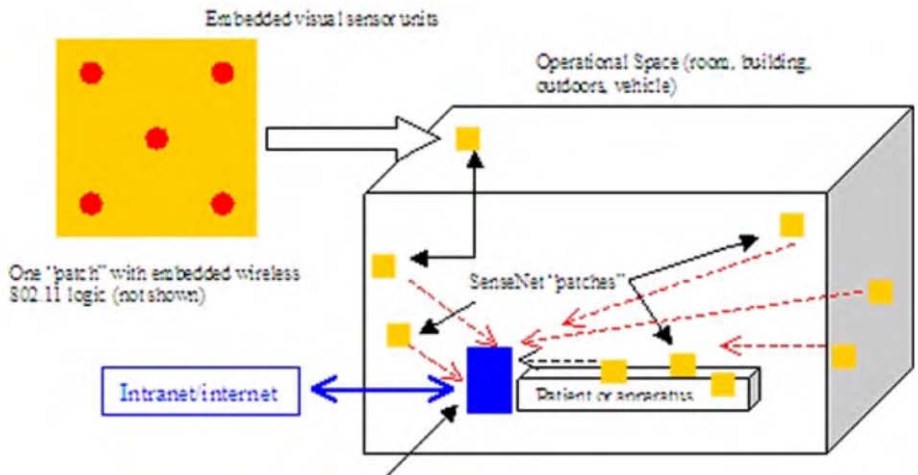 Embedded visual sensor units
Operational Space (room, building,
outdoors, vehicle)
One "patch" with embedded wireless
802.11 logic (not shown)
SenseNet "patches"
Intranet/internet
Patient or apparatus